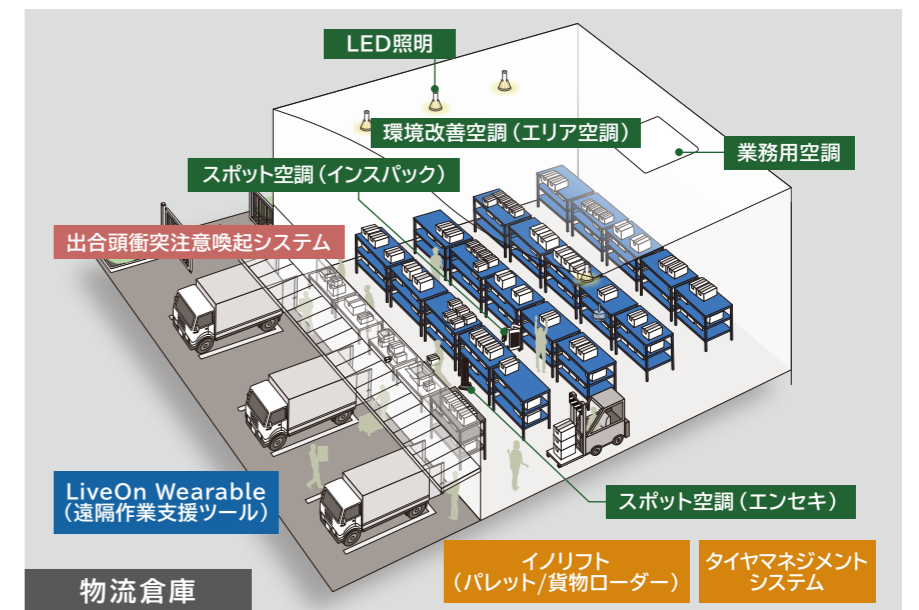 LED照明
環境改善空調（エリア空調）
業務用空調
スポット空調（インスパック）
出合頭衝突注意喚起システム
LiveOn Wearable
（遠隔作業支援ツール）
スポット空調（エンセキ）
イノリフト
（パレット/貨物ローダー）
タイヤマネジメント
システム
物流倉庫